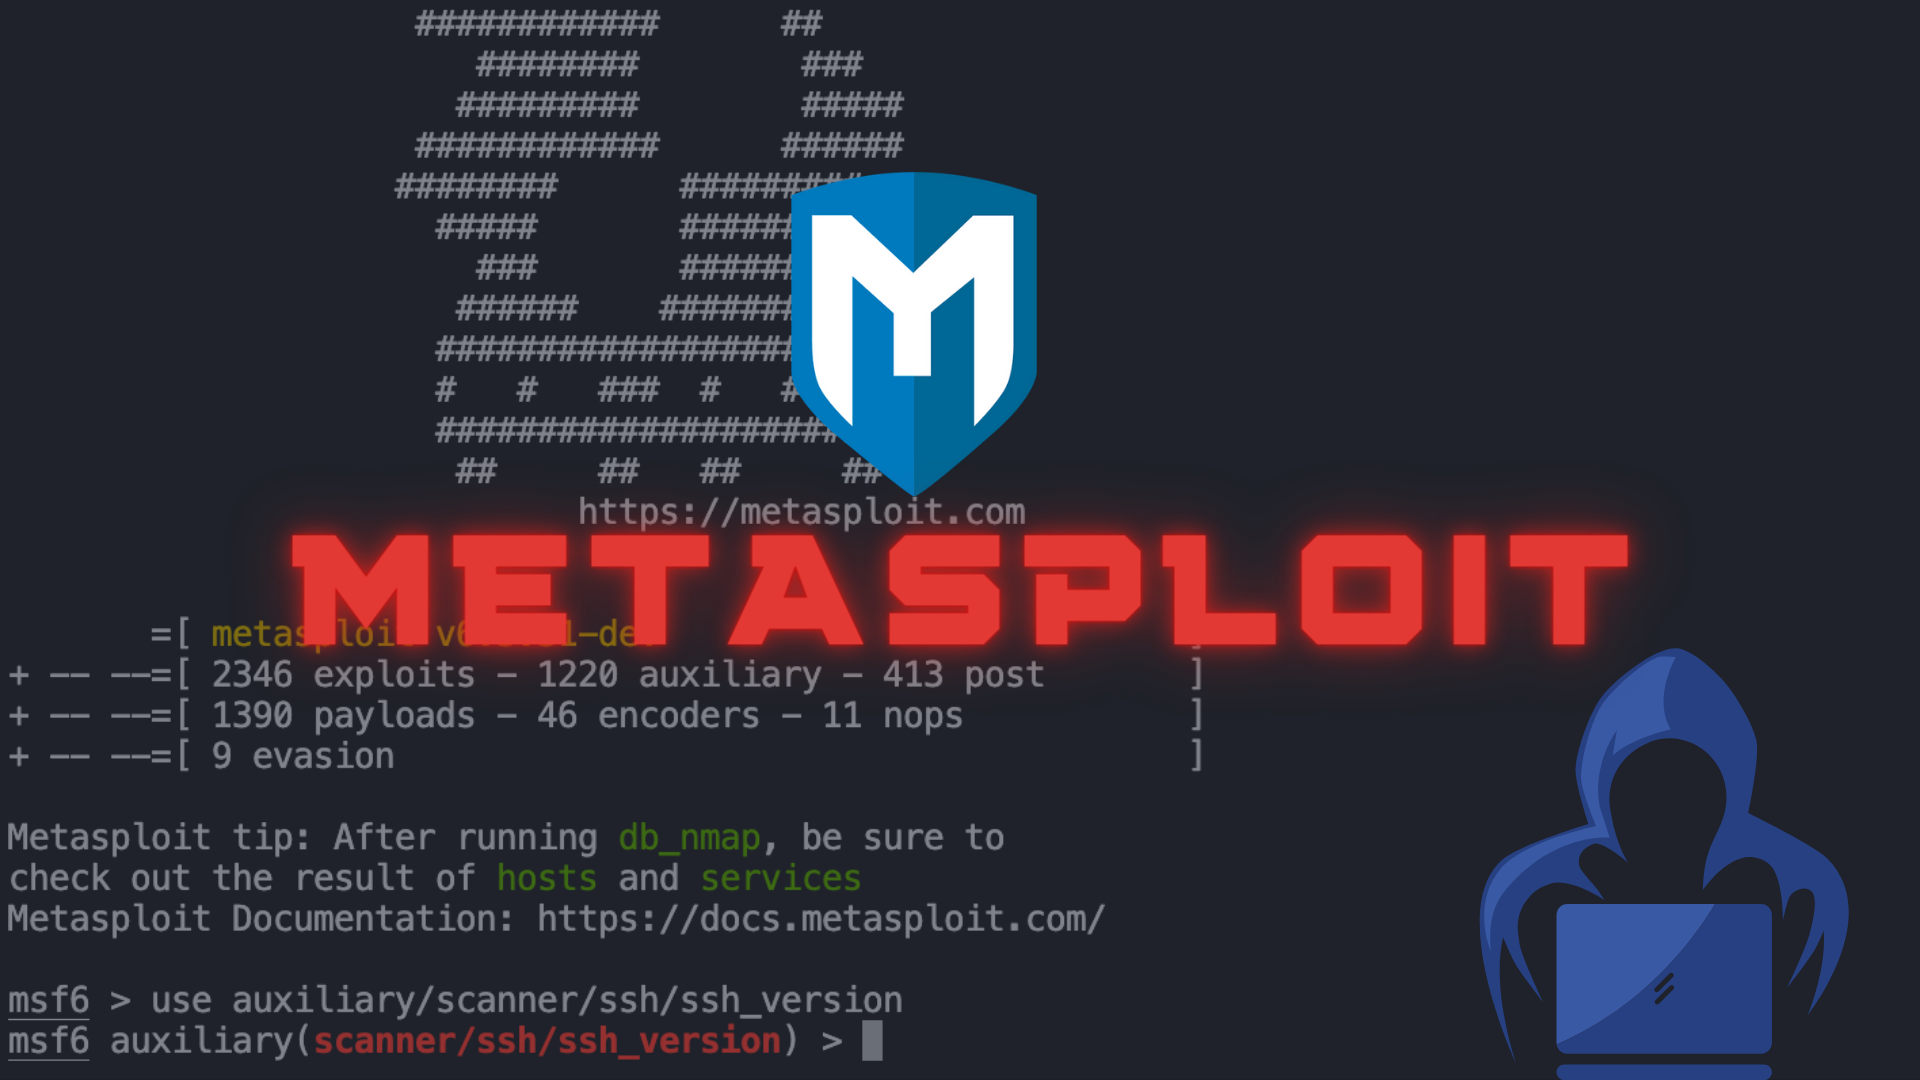 ############      ##
########        ###
#########        #####
############      ######
########      #########
#####       ######
###       ######
######    #######
##################
#   #   ###  #   #
####################
##     ##   ##     ##
https://metasploit.com
METASPLOIT
=[ metasploit
+ -- --=[ 2346 exploits - 1220 auxiliary - 413 post ]
+ -- --=[ 1390 payloads - 46 encoders - 11 nops ]
+ -- --=[ 9 evasion ]
Metasploit tip: After running db_nmap, be sure to
check out the result of hosts and services
Metasploit Documentation: https://docs.metasploit.com/
msf6 > use auxiliary/scanner/ssh/ssh_version
msf6 auxiliary(scanner/ssh/ssh_version) >